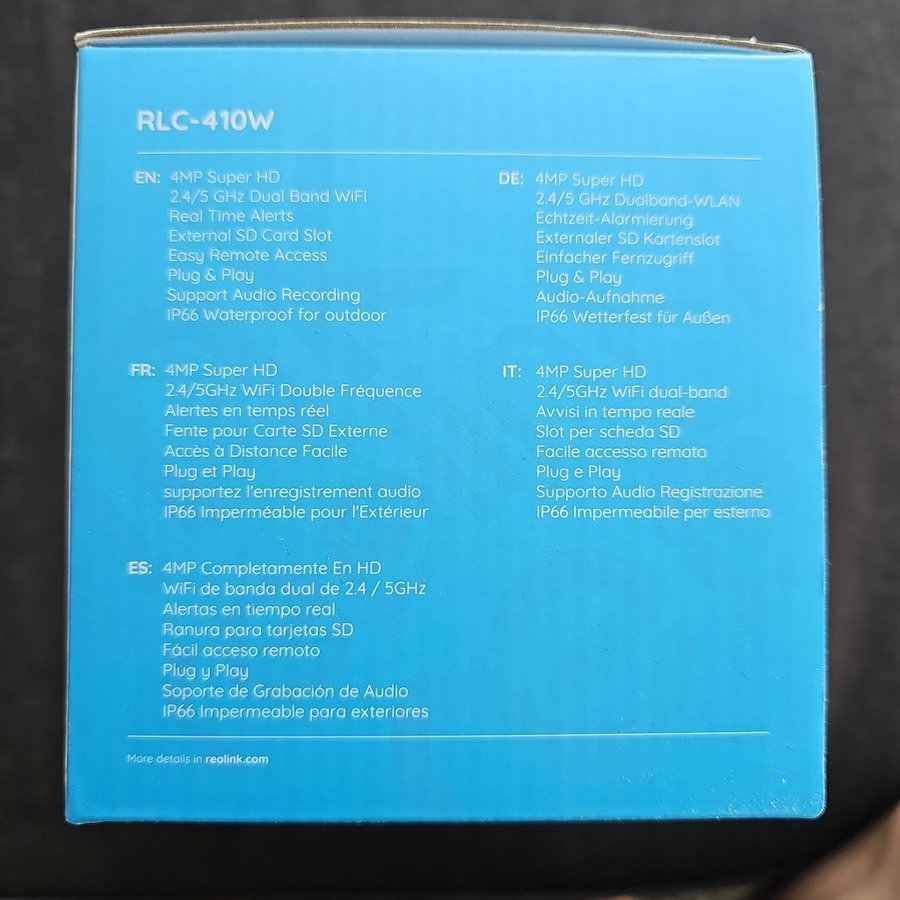 RLC-410W
EN: 4MP Super HD
2.4/5 GHz Dual Band WiFi
Real Time Alerts
External SD Card Slot
Easy Remote Access
Plug & Play
Support Audio Recording
IP66 Waterproof for outdoor
DE: 4MP Super HD
2.4/5 GHz Dualband-WLAN
Echtzeit-Alarmierung
Externaler SD Kartenslot
Einfacher Fernzugriff
Plug & Play
Audio-Aufnahme
IP66 Wetterfest für Außen
FR: 4MP Super HD
2.4/5GHz WiFi Double Fréquence
Alertes en temps réel
Fente pour Carte SD Externe
Accès à Distance Facile
Plug et Play
supportez l'enregistrement audio
IP66 Imperméable pour l'Extérieur
IT: 4MP Super HD
2.4/5GHz WiFi dual-band
Avvisi in tempo reale
Slot per scheda SD
Facile accesso remoto
Plug e Play
Supporto Audio Registrazione
IP66 Impermeabile per esterno
ES: 4MP Completamente En HD
WiFi de banda dual de 2.4 / 5GHz
Alertas en tiempo real
Ranura para tarjetas SD
Fácil acceso remoto
Plug y Play
Soporte de Grabación de Audio
IP66 Impermeable para exteriores
More details in reolink.com